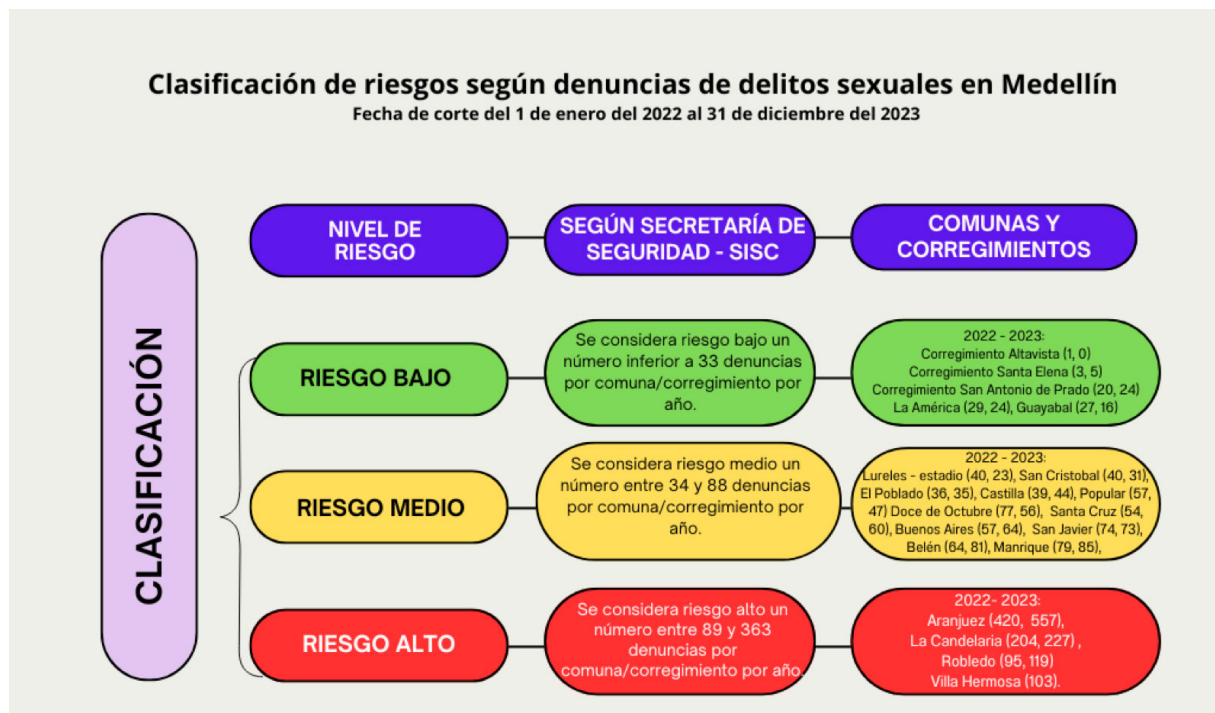 Clasificación de riesgos según denuncias de delitos sexuales en Medellín
Fecha de corte del 1 de enero del 2022 al 31 de diciembre del 2023
CLASIFICACIÓN
NIVEL DE
RIESGO
SEGÚN SECRETARÍA DE
SEGURIDAD - SISC
COMUNAS Y
CORREGIMIENTOS
RIESGO BAJO
Se considera riesgo bajo un
número inferior a 33 denuncias
por comuna/corregimiento por
año.
2022 - 2023:
Corregimiento Altavista (1, 0)
Corregimiento Santa Elena (3, 5)
Corregimiento San Antonio de Prado (20, 24)
La América (29, 24), Guayabal (27, 16)
RIESGO MEDIO
Se considera riesgo medio un
número entre 34 y 88 denuncias
por comuna/corregimiento por
año.
2022 - 2023:
Lureles - estadio (40, 23), San Cristobal (40, 31),
El Poblado (36, 35), Castilla (39, 44), Popular (57,
47) Doce de Octubre (77, 56), Santa Cruz (54,
60), Buenos Aires (57, 64), San Javier (74, 73),
Belén (64, 81), Manrique (79, 85),
RIESGO ALTO
Se considera riesgo alto un
número entre 89 y 363
denuncias por
comuna/corregimiento por año.
2022- 2023:
Aranjuez (420, 557),
La Candelaria (204, 227) ,
Robledo (95, 119)
Villa Hermosa (103).